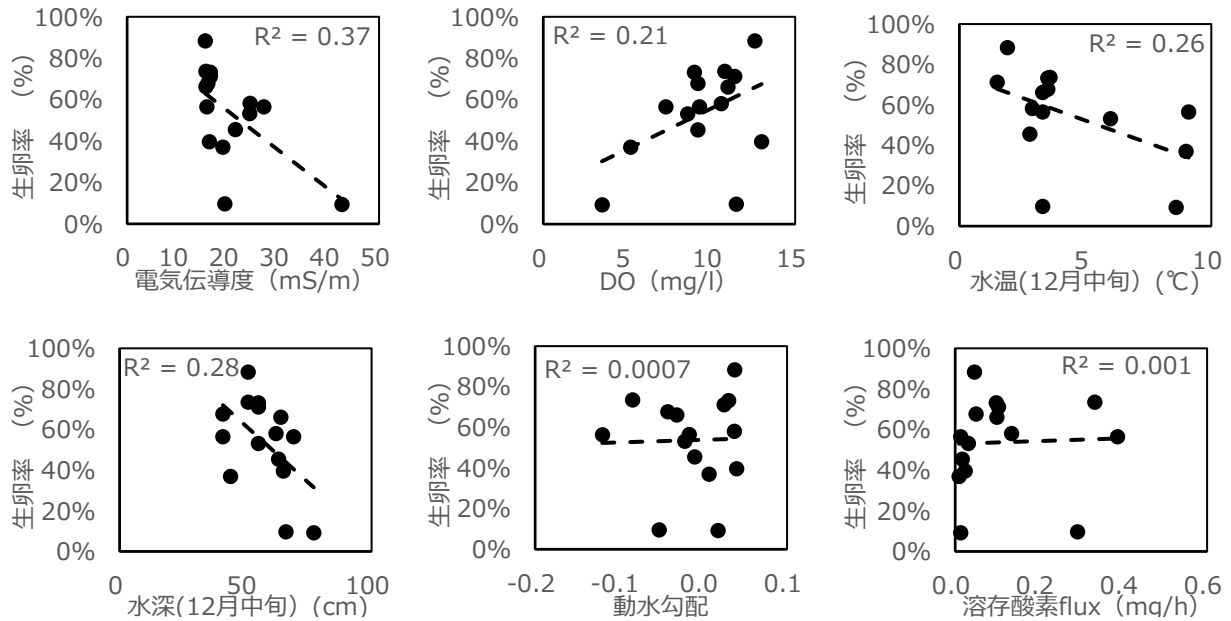 100%
80%
60%
40%
20%
0%
生卵率 (%)
R² = 0.37
0 10 20 30 40 50
電気伝導度（mS/m）
100%
80%
60%
40%
20%
0%
生卵率 (%)
R² = 0.21
0 5 10 15
DO（mg/l）
100%
80%
60%
40%
20%
0%
生卵率 (%)
R² = 0.26
0 5 10
水温(12月中旬）(℃)
100%
80%
60%
40%
20%
0%
生卵率 (%)
R² = 0.28
0 50 100
水深(12月中旬）(cm)
100%
80%
60%
40%
20%
0%
生卵率 (%)
R² = 0.0007
-0.2 -0.1 0.0 0.1
動水勾配
100%
80%
60%
40%
20%
0%
生卵率 (%)
R² = 0.001
0.0 0.2 0.4 0.6
溶存酸素flux（mg/h）